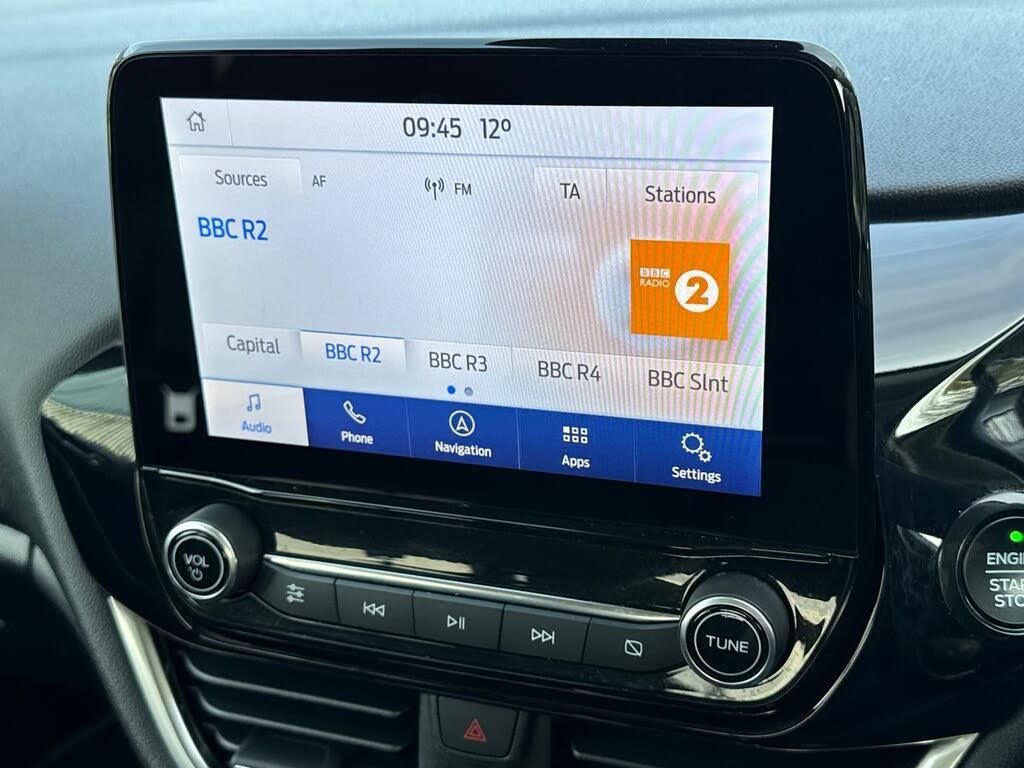 09:45 12º
Sources AF FM TA Stations
BBC R2
BBC
RADIO 2
Capital BBC R2 BBC R3 BBC R4 BBC Slnt
Audio Phone Navigation Apps Settings
VOL
TUNE
ENGI
STA
STO